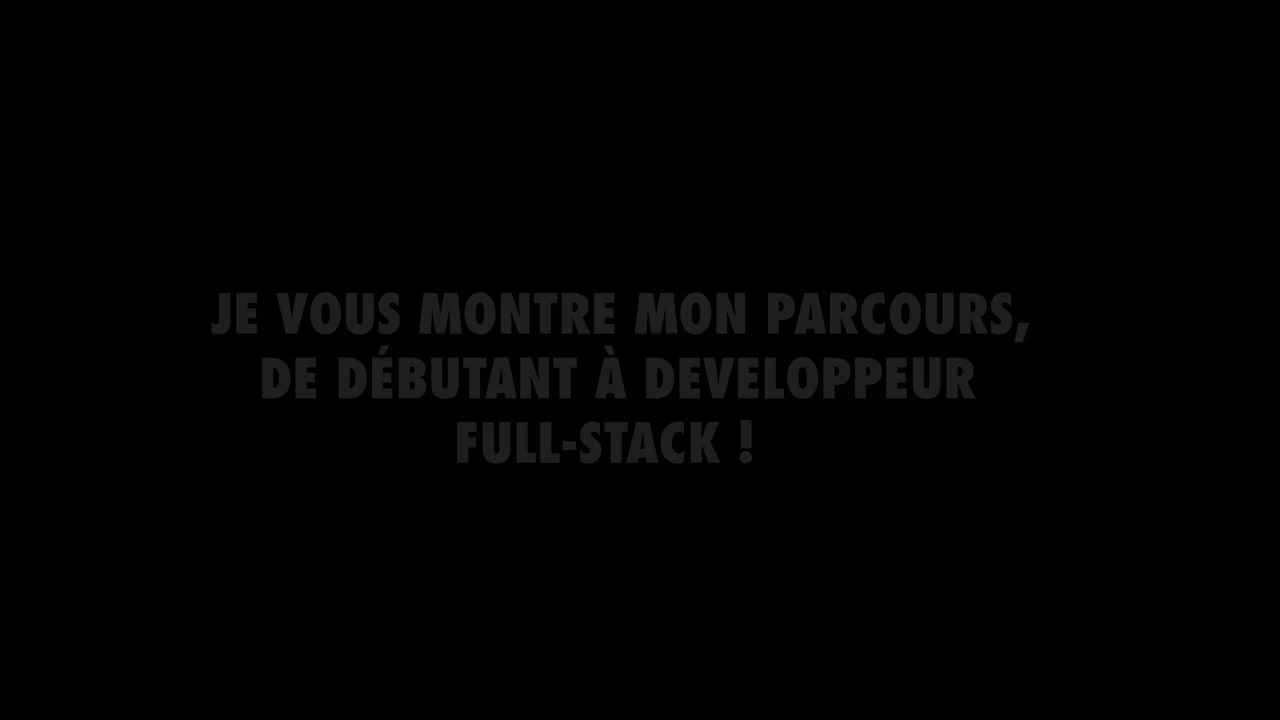 JE VOUS MONTRE MON PARCOURS,
DE DÉBUTANT À DEVELOPPEUR
FULL-STACK !